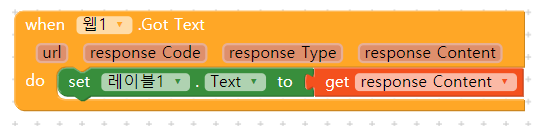 when 웹1 .Got Text
url response Code response Type response Content
do set 레이블1 . Text to get response Content